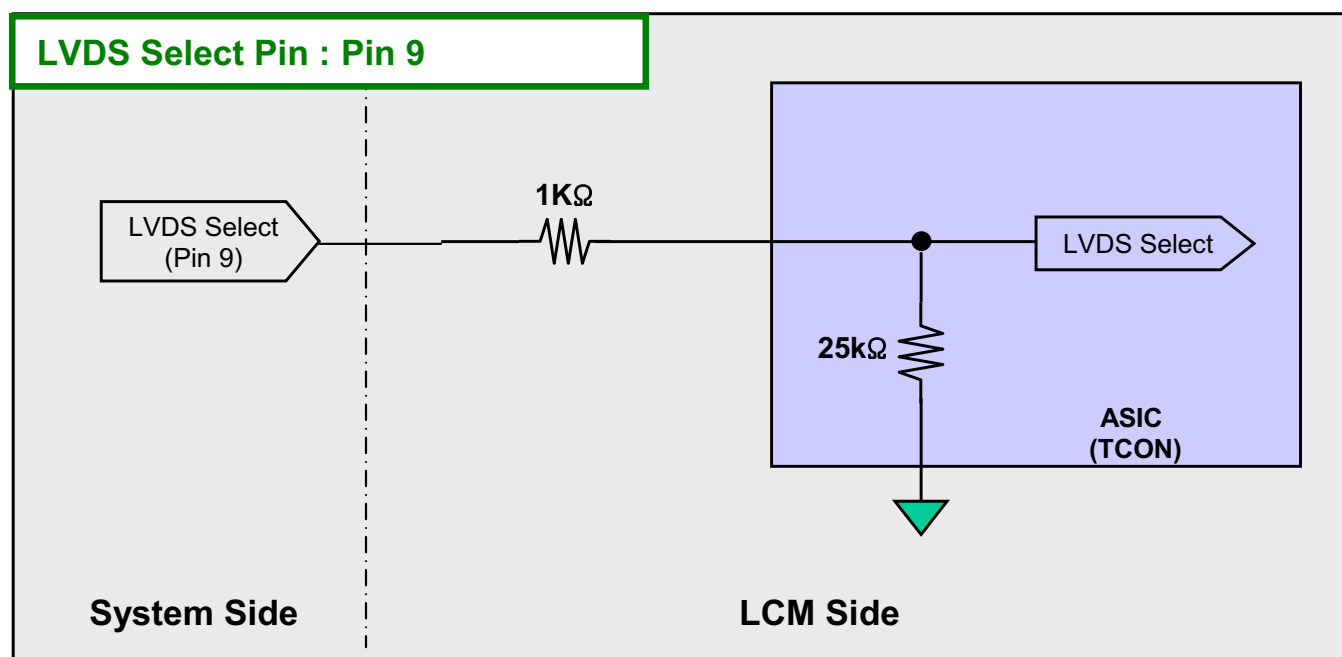 LVDS Select Pin : Pin 9
1KΩ
LVDS Select
(Pin 9)
LVDS Select
25kΩ
ASIC
(TCON)
System Side
LCM Side